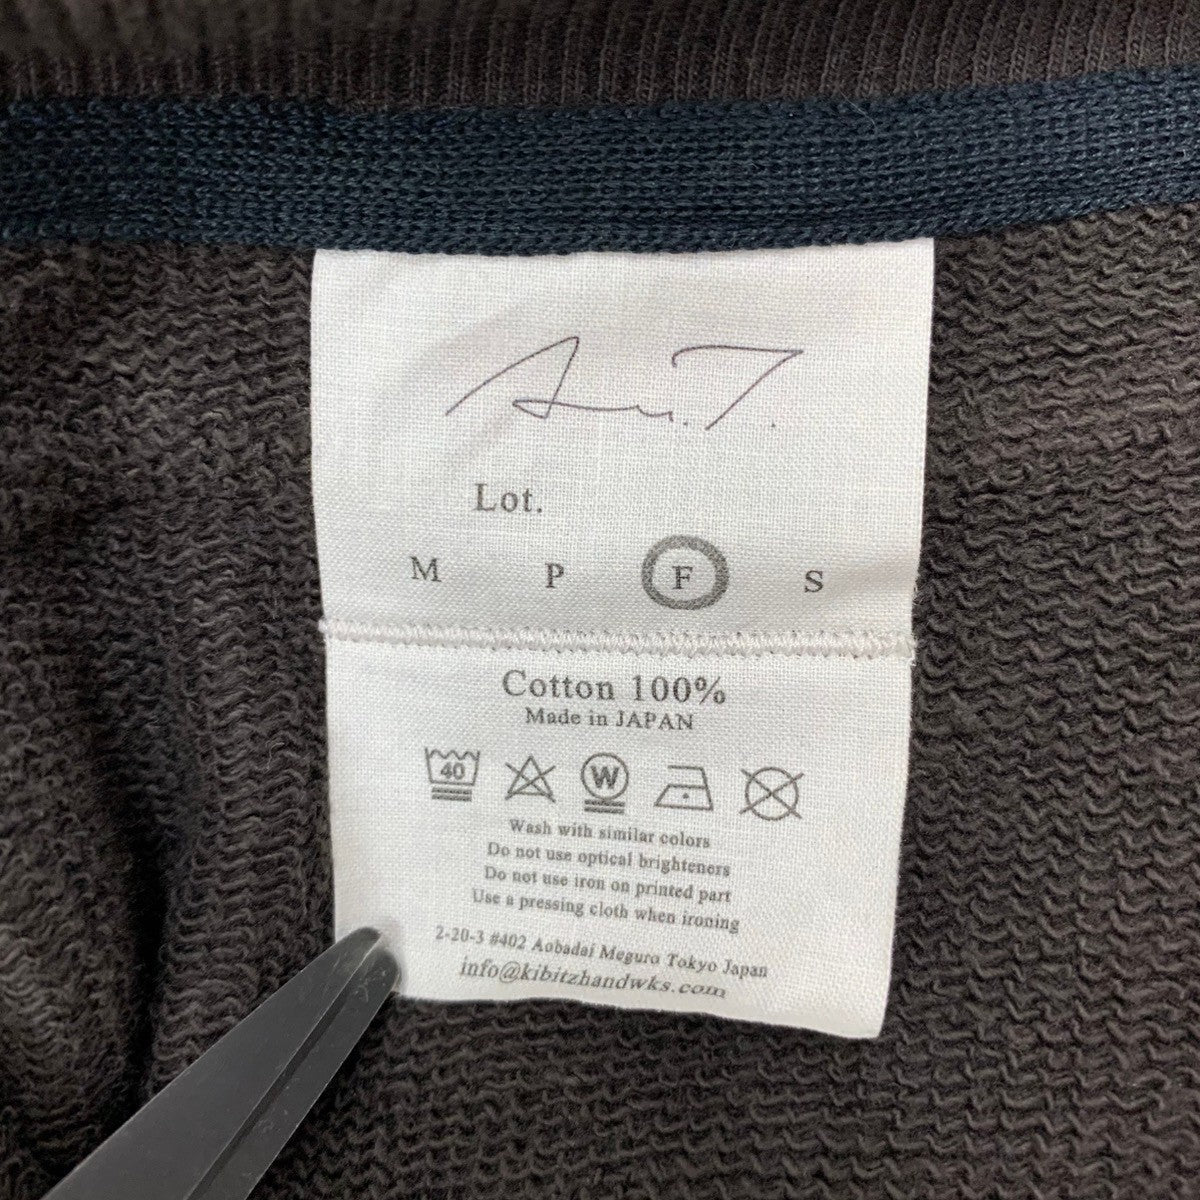 Lot.
M P F S
Cotton 100%
Made in JAPAN
40 W
Wash with similar colors
Do not use optical brighteners
Do not use iron on printed part
Use a pressing cloth when ironing
2-20-3 #402 Aobadai Meguro Tokyo Japan
info@kibitzhandwks.com